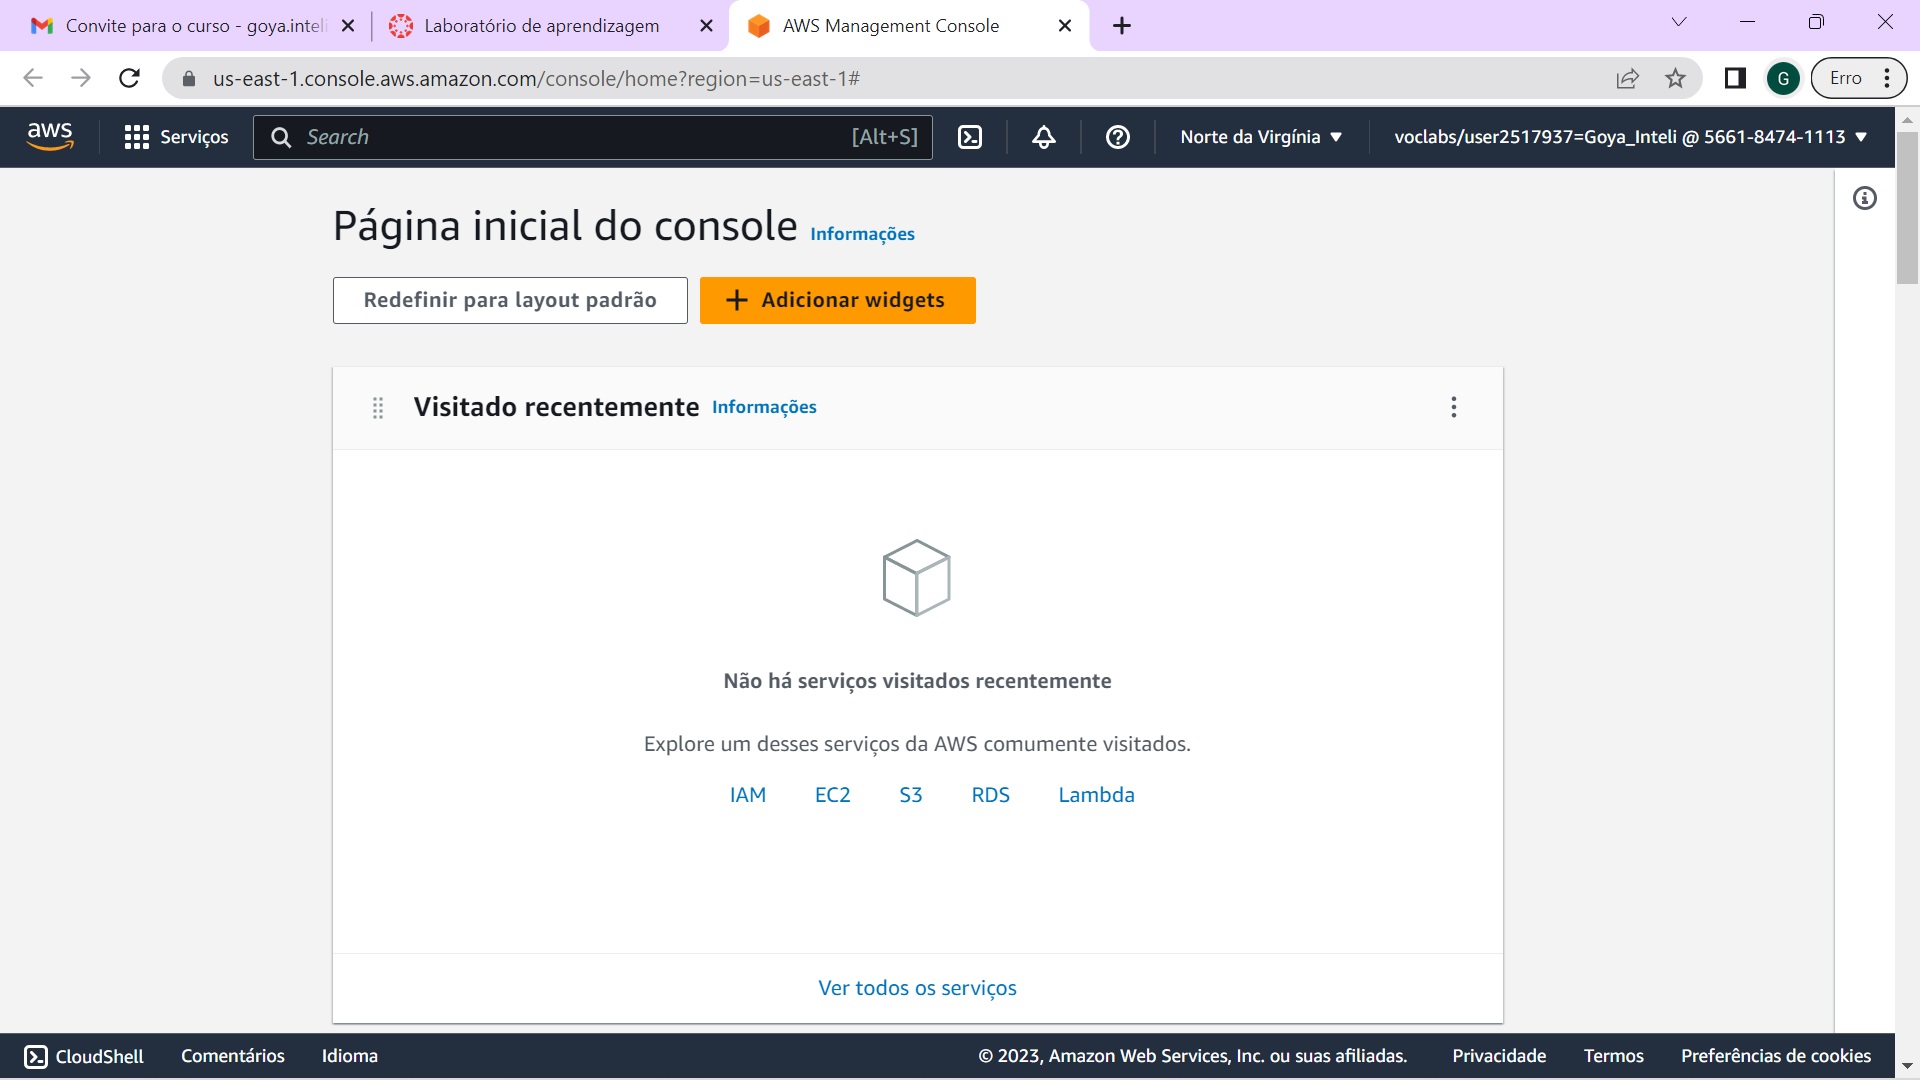 Convite para o curso - goya.inteli
Laboratório de aprendizagem
AWS Management Console
us-east-1.console.aws.amazon.com/console/home?region=us-east-1#
G
Erro
aws
Serviços
Search
[Alt+S]
Norte da Virgínia
voclabs/user2517937=Goya_Inteli @ 5661-8474-1113
Página inicial do console Informações
Redefinir para layout padrão
Adicionar widgets
Visitado recentemente Informações
Não há serviços visitados recentemente
Explore um desses serviços da AWS comumente visitados.
IAM EC2 S3 RDS Lambda
Ver todos os serviços
CloudShell Comentários Idioma © 2023, Amazon Web Services, Inc. ou suas afiliadas. Privacidade Termos Preferências de cookies